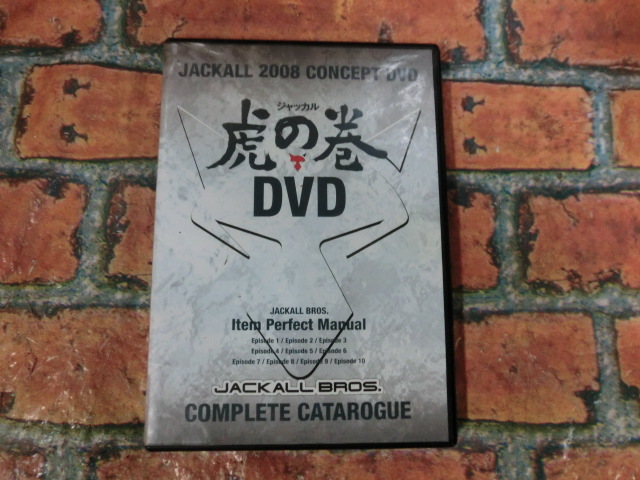 JACKALL 2008 CONCEPT DVD
ジャッカル
虎の巻
DVD
JACKALL BROS.
Item Perfect Manual
Episode 1 / Episode 2 / Episode 3
Episode 4 / Episode 5 / Episode 6
Episode 7 / Episode 8 / Episode 9 / Episode 10
JACKALL BROS.
COMPLETE CATAROGUE